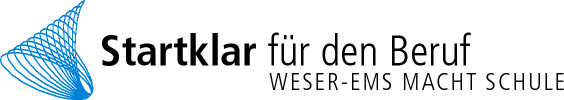 Startklar für den Beruf
WESER-EMS MACHT SCHULE